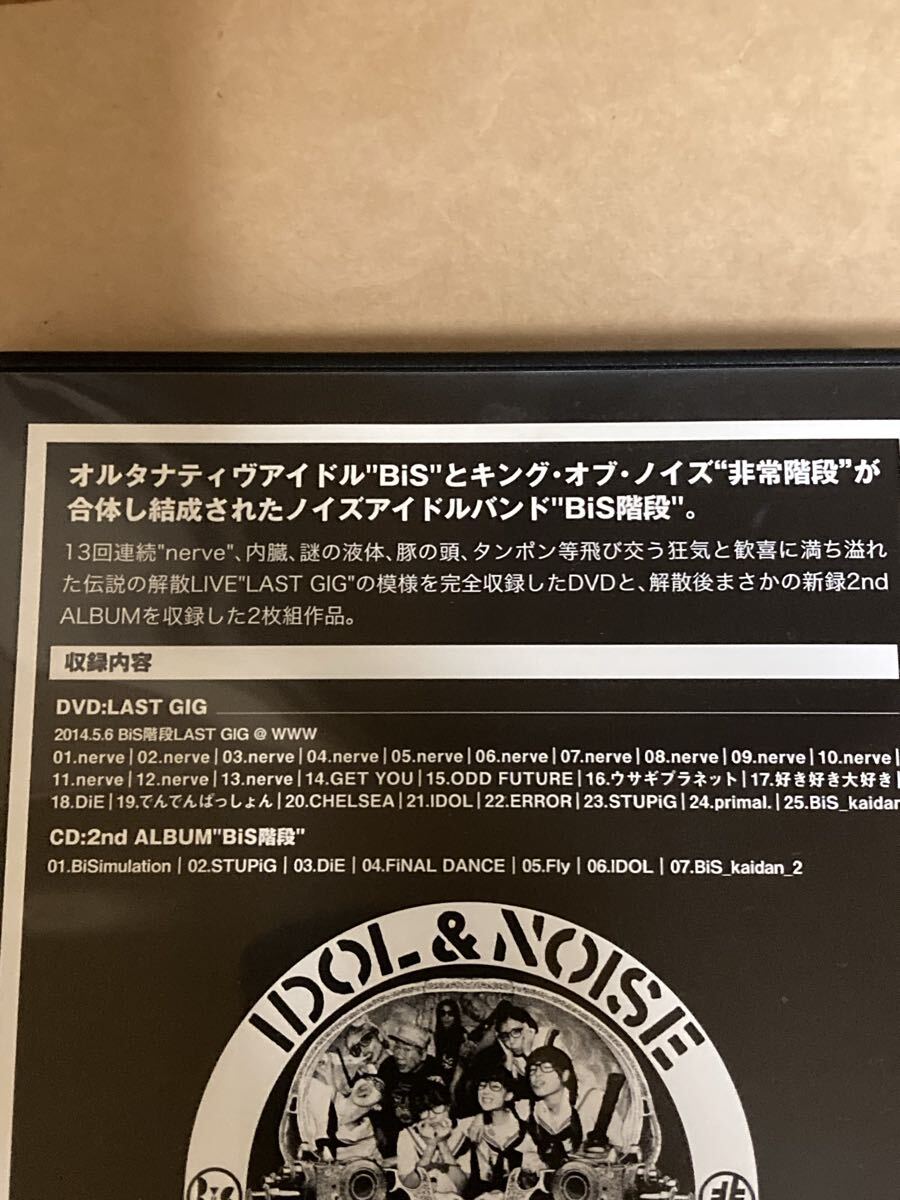 オルタナティヴアイドル"BiS"とキング・オブ・ノイズ“非常階段”が
合体し結成されたノイズアイドルバンド"BiS階段"。
13回連続"nerve"、内臓、謎の液体、豚の頭、タンポン等飛び交う狂気と歓喜に満ち溢れ
た伝説の解散LIVE"LAST GIG"の模様を完全収録したDVDと、解散後まさかの新録2nd
ALBUMを収録した2枚組作品。
収録内容
DVD:LAST GIG
2014.5.6 BiS階段LAST GIG @ WWW
01.nerve|02.nerve|03.nerve|04.nerve|05.nerve|06.nerve|07.nerve|08.nerve|09.nerve|10.nerve|
11.nerve|12.nerve|13.nerve|14.GET YOU|15.ODD FUTURE|16.ウサギプラネット|17.好き好き大好き|
18.DiE|19.でんでんぱっしょん|20.CHELSEA|21.IDOL|22.ERROR|23.STUPiG|24.primal.|25.BiS_kaidan
CD:2nd ALBUM"BiS階段"
01.BiSimulation|02.STUPiG|03.DiE|04.FiNAL DANCE|05.Fly|06.IDOL|07.BiS_kaidan_2
IDOL & NOISE
BiS